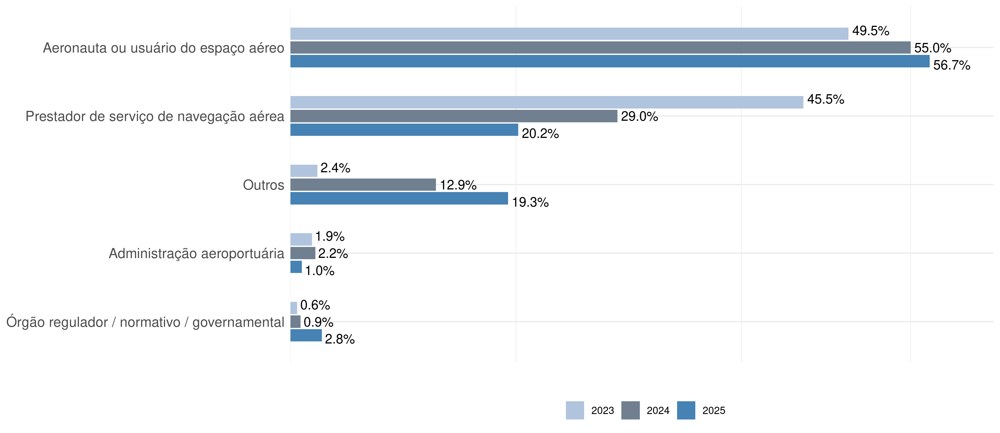 49.5%
Aeronauta ou usuário do espaço aéreo
55.0%
56.7%
45.5%
Prestador de serviço de navegação aérea
29.0%
20.2%
2.4%
Outros
12.9%
19.3%
1.9%
Administração aeroportuária
2.2%
1.0%
0.6%
Órgão regulador / normativo / governamental
0.9%
2.8%
2023 2024 2025